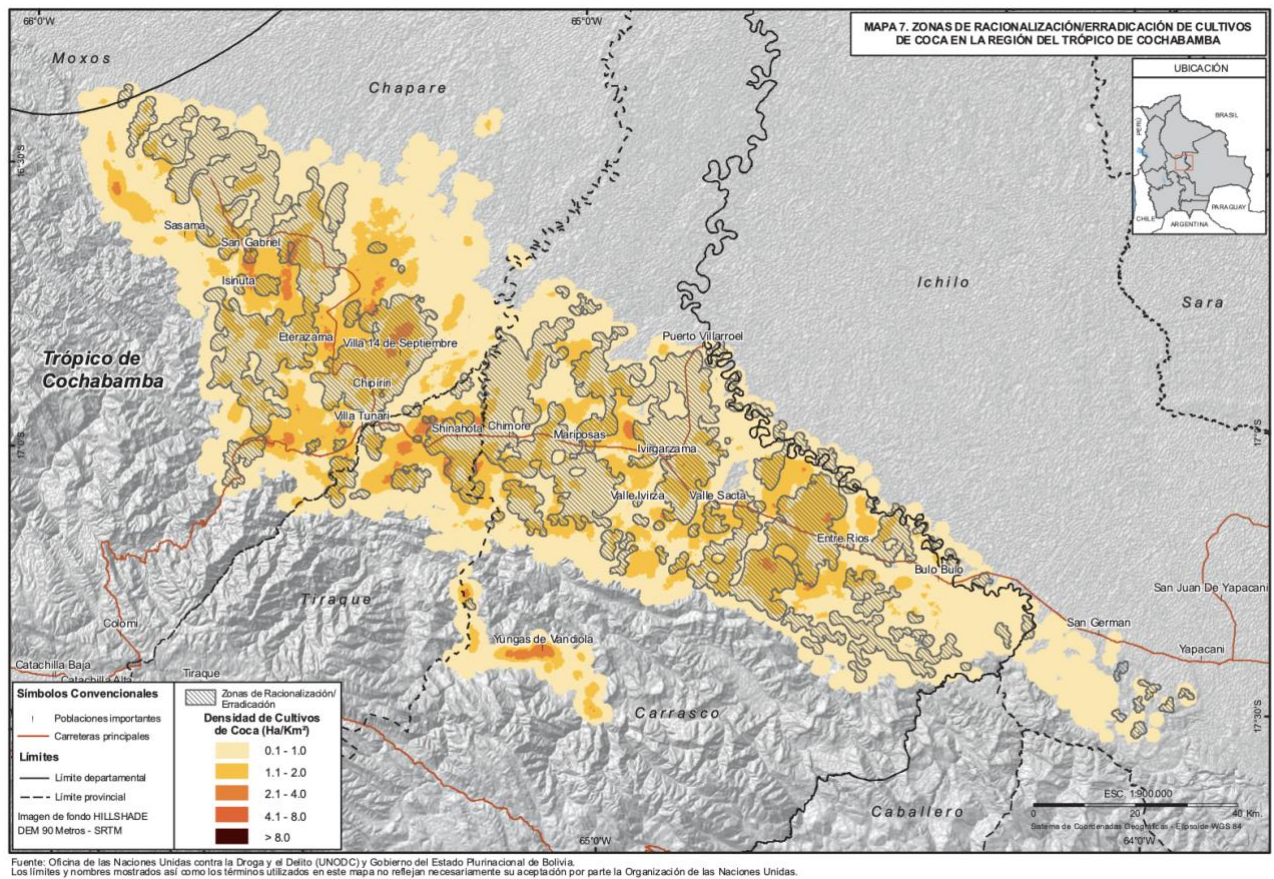 66°0'W
65°0'W
MAPA 7. ZONAS DE RACIONALIZACIÓN/ERRADICACIÓN DE CULTIVOS
DE COCA EN LA REGIÓN DEL TRÓPICO DE COCHABAMBA
UBICACIÓN
BRASIL
PERÚ
PARAGUAY
CHILE
ARGENTINA
Moxos
Chapare
16°30'S
Sasama
San Gabriel
Isinuta
Ichilo
Sara
Eterazama
Villa 14 de Septiembre
Puerto Villarroel
Trópico de
Cochabamba
Chipiriri
Villa Tunari
Shinahota
Chimore
Mariposas
Ivirgarzama
17°0'S
17°0'S
Valle Ivirza
Valle Sacta
Entre Rios
Bulo Bulo
San Juan De Yapacani
Tiraque
Colomi
San German
Yungas de Vandiola
Yapacani
Catachilla Baja
Catachilla Alta
Tiraque
Carrasco
17°30'S
Caballero
Símbolos Convencionales
Poblaciones importantes
Carreteras principales
Límites
Límite departamental
Límite provincial
Imagen de fondo HILLSHADE
DEM 90 Metros - SRTM
Zonas de Racionalización/
Erradicación
Densidad de Cultivos
de Coca (Ha/Km²)
0.1 - 1.0
1.1 - 2.0
2.1 - 4.0
4.1 - 8.0
> 8.0
ESC. 1:900.000
0 20 40 Km.
Sistema de Coordenadas Geográficas - Elipsoide WGS 84
65°0'W
64°0'W
Fuente: Oficina de las Naciones Unidas contra la Droga y el Delito (UNODC) y Gobierno del Estado Plurinacional de Bolivia.
Los límites y nombres mostrados así como los términos utilizados en este mapa no reflejan necesariamente su aceptación por parte la Organización de las Naciones Unidas.